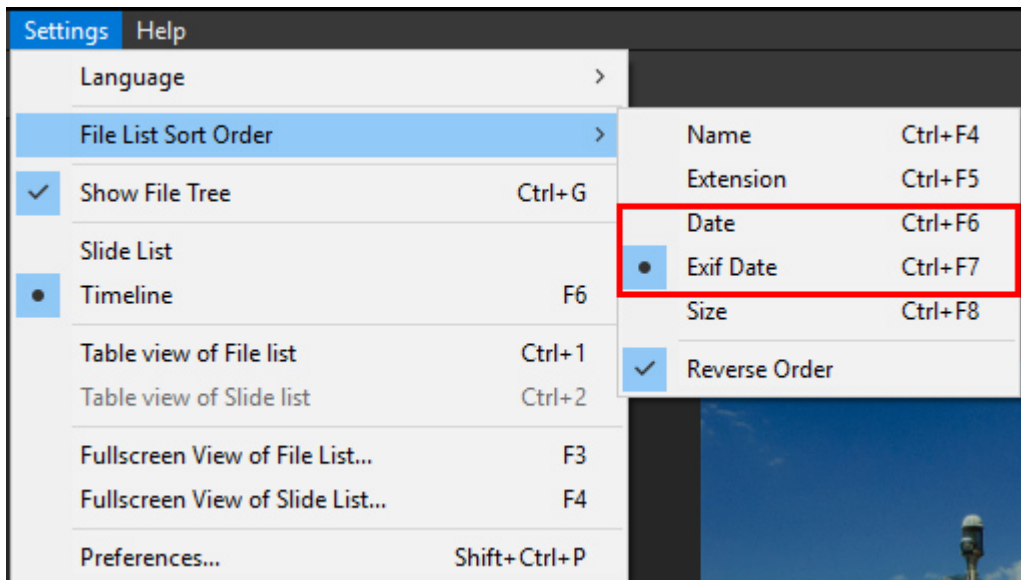 Settings Help
Language
File List Sort Order
Show File Tree Ctrl+G
Slide List
Timeline F6
Table view of File list Ctrl+1
Table view of Slide list Ctrl+2
Fullscreen View of File List... F3
Fullscreen View of Slide List... F4
Preferences... Shift+Ctrl+P
Name Ctrl+F4
Extension Ctrl+F5
Date Ctrl+F6
Exif Date Ctrl+F7
Size Ctrl+F8
Reverse Order